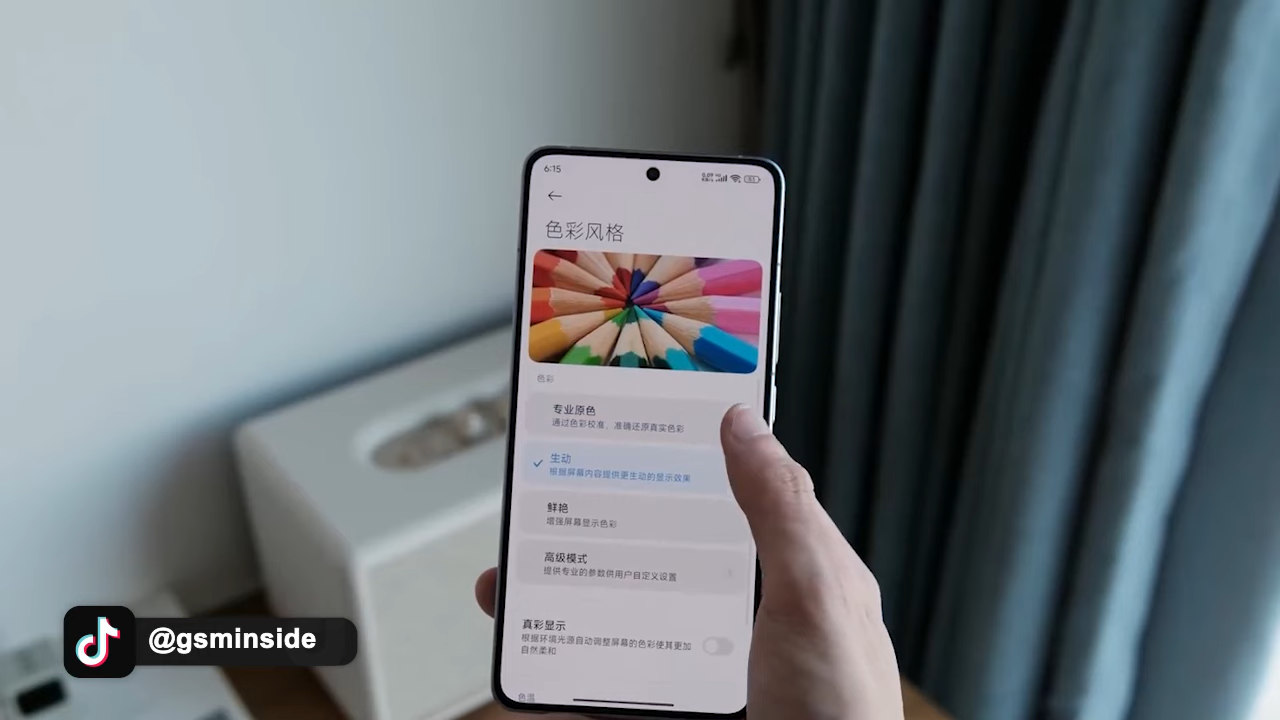 6:15
色彩风格
色彩
专业原色
通过色彩校准，准确还原真实色彩
生动
根据屏幕内容提供更生动的显示效果
鲜艳
增强屏幕显示色彩
高级模式
提供专业的参数供用户自定义设置
真彩显示
根据环境光源自动调整屏幕的色彩使其更加
自然柔和
色温
@gsminside